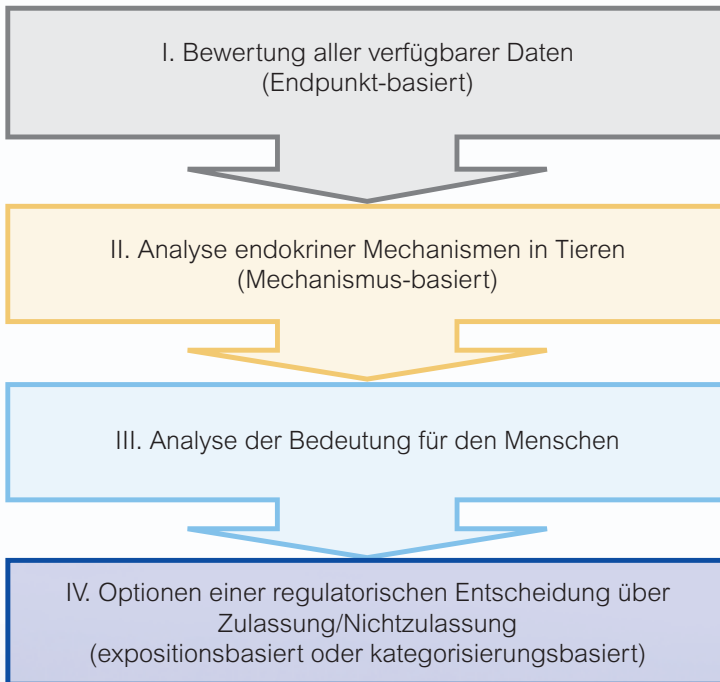 I. Bewertung aller verfügbarer Daten
(Endpunkt-basiert)
II. Analyse endokriner Mechanismen in Tieren
(Mechanismus-basiert)
III. Analyse der Bedeutung für den Menschen
IV. Optionen einer regulatorischen Entscheidung über
Zulassung/Nichtzulassung
(expositionsbasiert oder kategorisierungsbasiert)